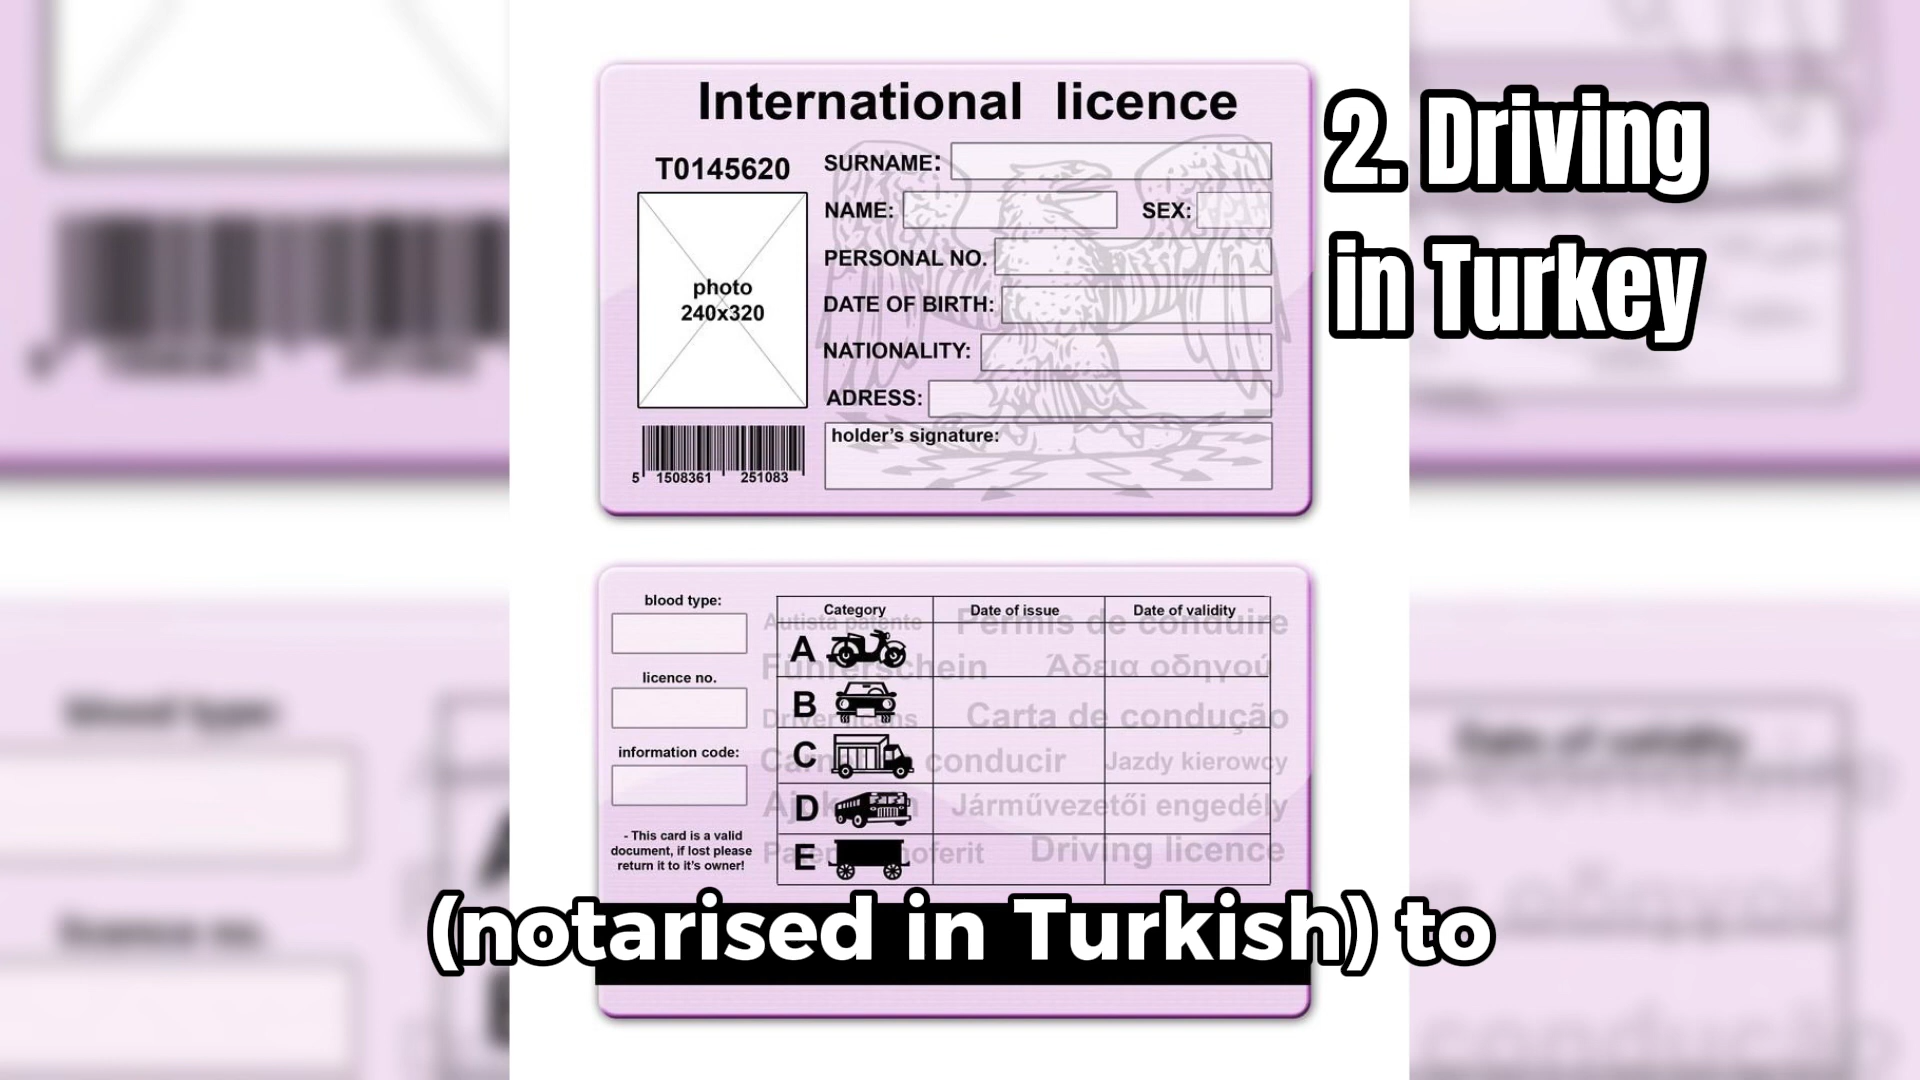 International licence
2. Driving
in Turkey
T0145620
photo
240x320
SURNAME:
NAME:
SEX:
PERSONAL NO.
DATE OF BIRTH:
NATIONALITY:
ADRESS:
holder's signature:
5 1508361 251083
blood type:
licence no.
information code:
- This card is a valid
document, if lost please
return it to it's owner!
Category Date of issue Date of validity
A
B
C
D
E
Autista patente Permis de conduire
Führerschein Άδεια οδηγού
Carta de condução
conducir Jazdy kierowcy
Járművezetői engedély
Driving licence
(notarised in Turkish) to